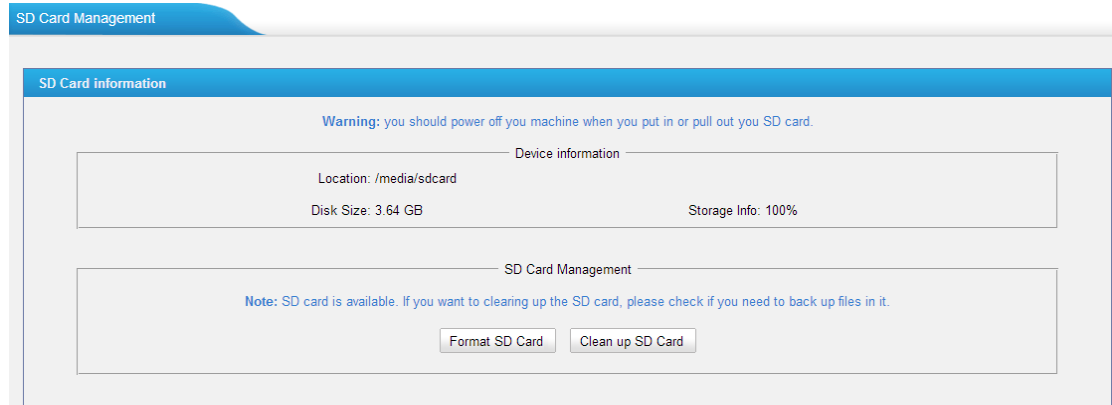 SD Card Management
SD Card information
Warning: you should power off you machine when you put in or pull out you SD card.
Device information
Location: /media/sdcard
Disk Size: 3.64 GB Storage Info: 100%
SD Card Management
Note: SD card is available. If you want to clearing up the SD card, please check if you need to back up files in it.
Format SD Card Clean up SD Card